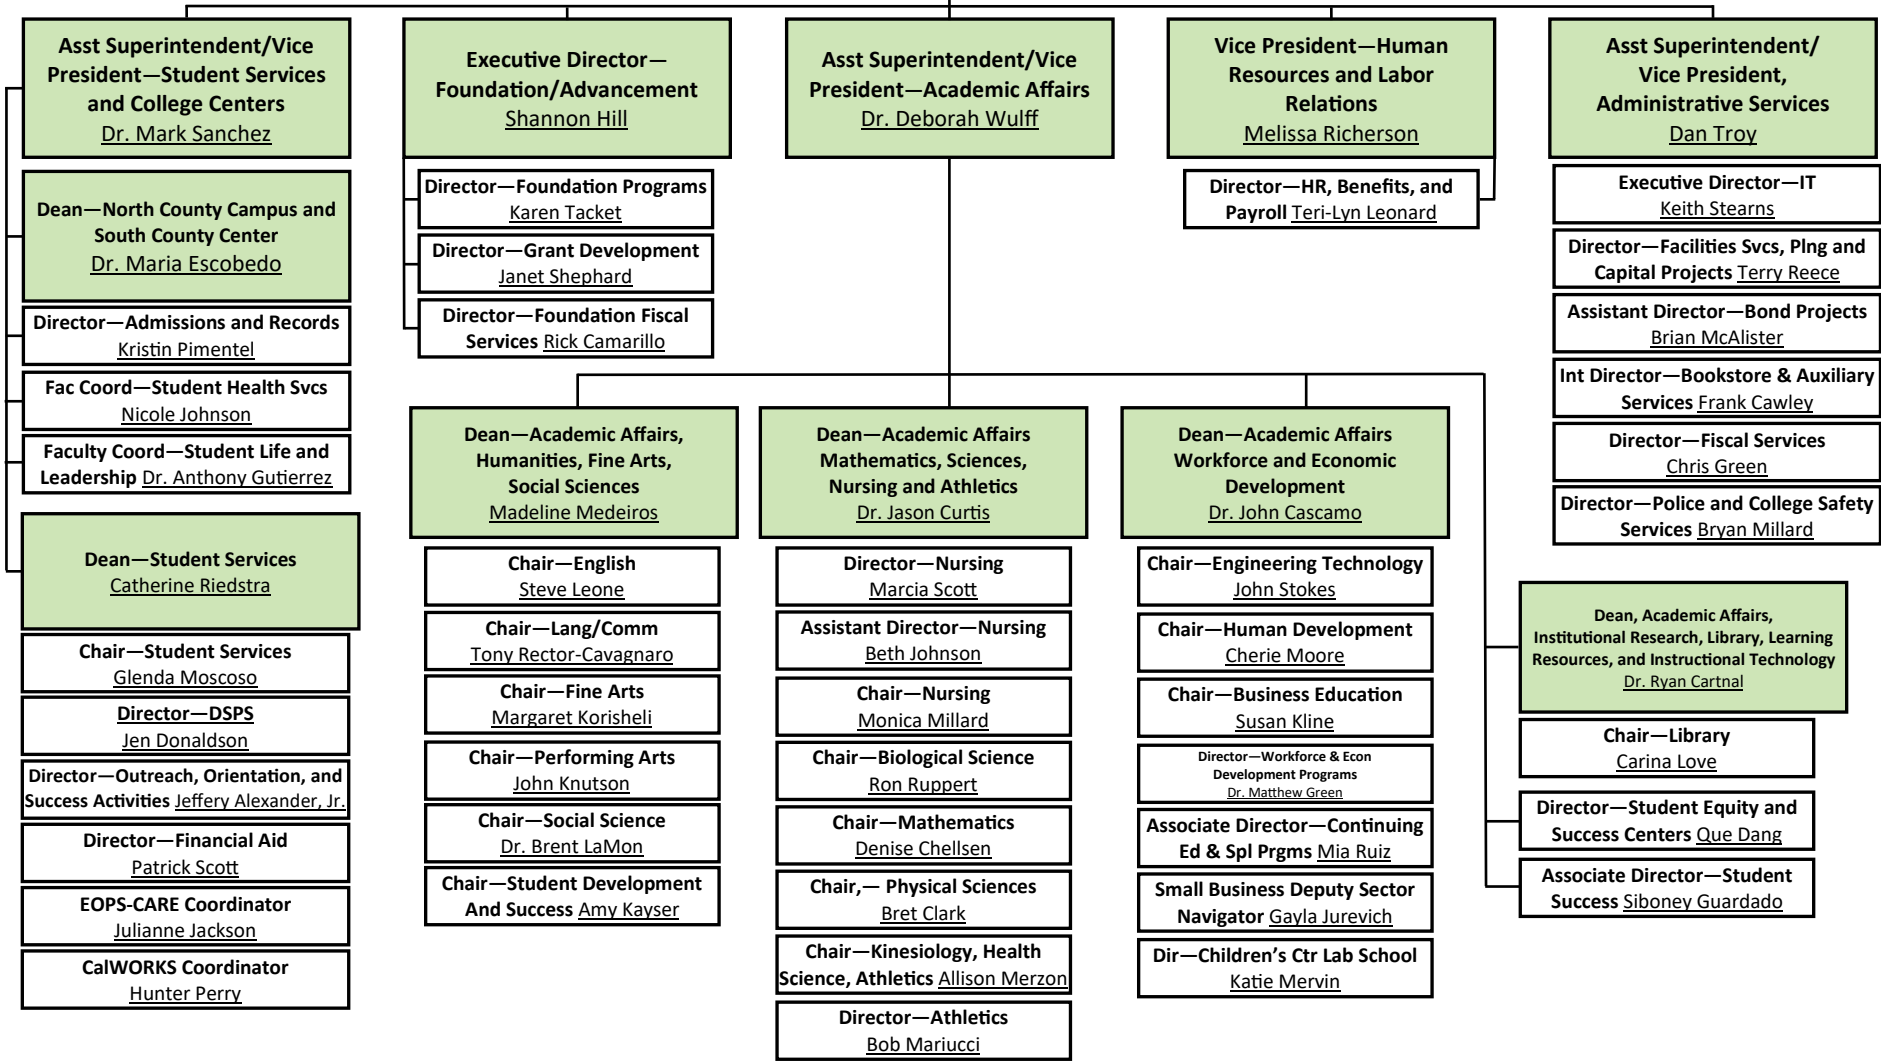 Asst Superintendent/Vice
President—Student Services
and College Centers
Dr. Mark Sanchez
Dean—North County Campus and
South County Center
Dr. Maria Escobedo
Director—Admissions and Records
Kristin Pimentel
Fac Coord—Student Health Svcs
Nicole Johnson
Faculty Coord—Student Life and
Leadership Dr. Anthony Gutierrez
Dean—Student Services
Catherine Riedstra
Chair—Student Services
Glenda Moscoso
Director—DSPS
Jen Donaldson
Director—Outreach, Orientation, and
Success Activities Jeffery Alexander, Jr.
Director—Financial Aid
Patrick Scott
EOPS-CARE Coordinator
Julianne Jackson
CalWORKS Coordinator
Hunter Perry
Executive Director—
Foundation/Advancement
Shannon Hill
Director—Foundation Programs
Karen Tacket
Director—Grant Development
Janet Shephard
Director—Foundation Fiscal
Services Rick Camarillo
Asst Superintendent/Vice
President—Academic Affairs
Dr. Deborah Wulff
Dean—Academic Affairs,
Humanities, Fine Arts,
Social Sciences
Madeline Medeiros
Chair—English
Steve Leone
Chair—Lang/Comm
Tony Rector-Cavagnaro
Chair—Fine Arts
Margaret Korisheli
Chair—Performing Arts
John Knutson
Chair—Social Science
Dr. Brent LaMon
Chair—Student Development
And Success Amy Kayser
Dean—Academic Affairs
Mathematics, Sciences,
Nursing and Athletics
Dr. Jason Curtis
Director—Nursing
Marcia Scott
Assistant Director—Nursing
Beth Johnson
Chair—Nursing
Monica Millard
Chair—Biological Science
Ron Ruppert
Chair—Mathematics
Denise Chellsen
Chair,— Physical Sciences
Bret Clark
Chair—Kinesiology, Health
Science, Athletics Allison Merzon
Director—Athletics
Bob Mariucci
Dean—Academic Affairs
Workforce and Economic
Development
Dr. John Cascamo
Chair—Engineering Technology
John Stokes
Chair—Human Development
Cherie Moore
Chair—Business Education
Susan Kline
Director—Workforce & Econ
Development Programs
Dr. Matthew Green
Associate Director—Continuing
Ed & Spl Prgms Mia Ruiz
Small Business Deputy Sector
Navigator Gayla Jurevich
Dir—Children’s Ctr Lab School
Katie Mervin
Dean, Academic Affairs,
Institutional Research, Library, Learning
Resources, and Instructional Technology
Dr. Ryan Cartnal
Chair—Library
Carina Love
Director—Student Equity and
Success Centers Que Dang
Associate Director—Student
Success Siboney Guardado
Vice President—Human
Resources and Labor
Relations
Melissa Richerson
Director—HR, Benefits, and
Payroll Teri-Lyn Leonard
Asst Superintendent/
Vice President,
Administrative Services
Dan Troy
Executive Director—IT
Keith Stearns
Director—Facilities Svcs, Plng and
Capital Projects Terry Reece
Assistant Director—Bond Projects
Brian McAlister
Int Director—Bookstore & Auxiliary
Services Frank Cawley
Director—Fiscal Services
Chris Green
Director—Police and College Safety
Services Bryan Millard